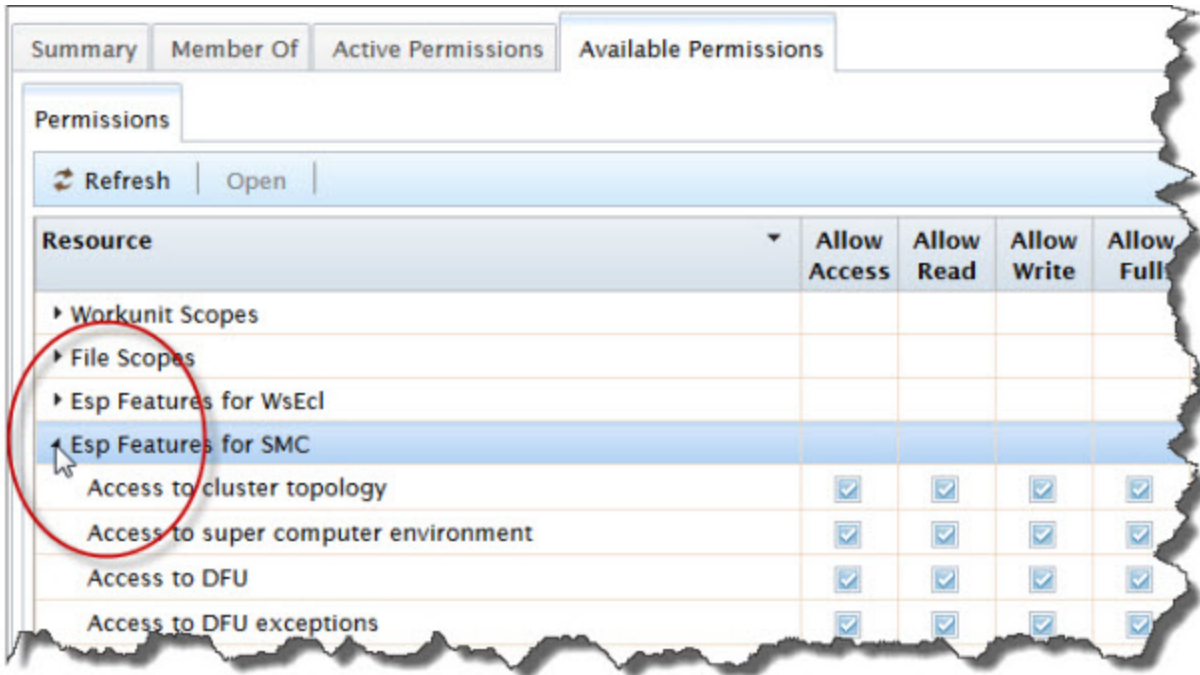 Summary Member Of Active Permissions Available Permissions
Permissions
Refresh Open
Resource Allow Access Allow Read Allow Write Allow Full
Workunit Scopes
File Scopes
Esp Features for WsEcl
Esp Features for SMC
Access to cluster topology
Access to super computer environment
Access to DFU
Access to DFU exceptions